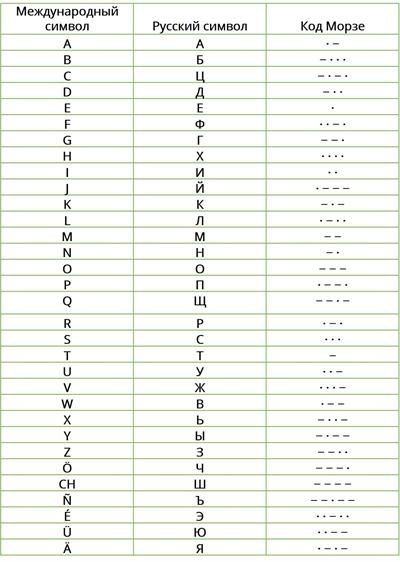 Международный символ Русский символ Код Морзе
A А · –
B Б – · · ·
C Ц – · – ·
D Д – · ·
E Е ·
F Ф · · – ·
G Г – – ·
H Х · · · ·
I И · ·
J Й · – – –
K К – · –
L Л · – · ·
M М – –
N Н – ·
O О – – –
P П · – – ·
Q Щ – – · –
R Р · – ·
S С · · ·
T Т –
U У · · –
V Ж · · · –
W В · – –
X Ь – · · –
Y Ы – · – –
Z З – – · ·
Ö Ч – – – ·
CH Ш – – – –
Ñ Ъ – – · – –
É Э · · – · ·
Ü Ю · · – –
Ä Я · – · –